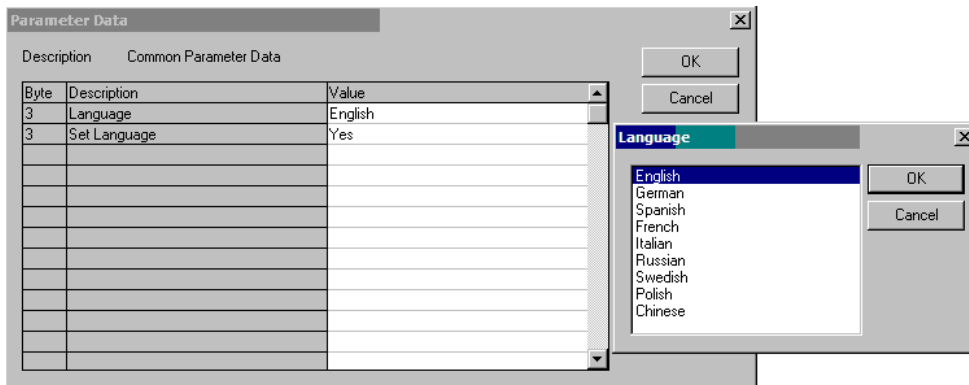 Parameter Data
Description Common Parameter Data
OK
Cancel
Byte Description Value
3 Language English
3 Set Language Yes
Language
English
German
Spanish
French
Italian
Russian
Swedish
Polish
Chinese
OK
Cancel